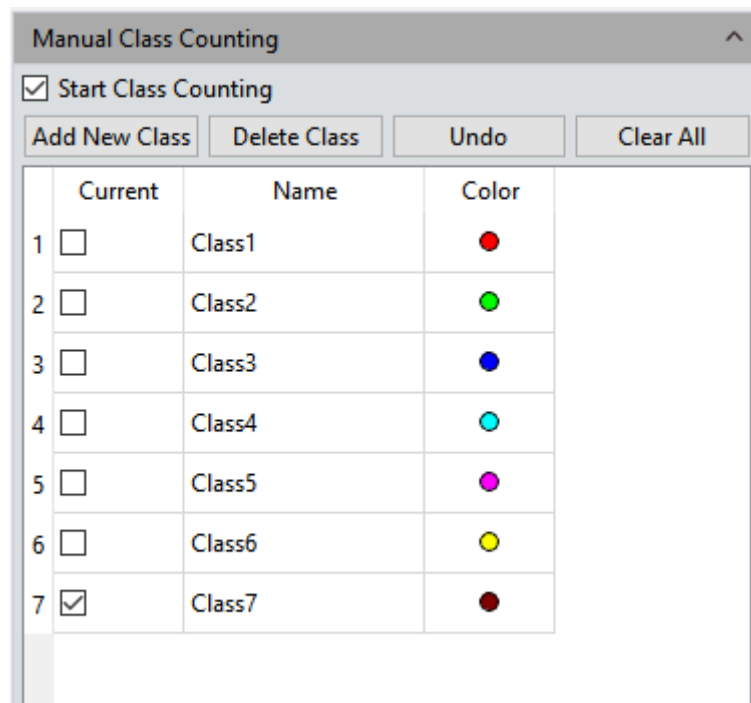 Manual Class Counting
Start Class Counting
Add New Class Delete Class Undo Clear All
Current Name Color
1 Class1
2 Class2
3 Class3
4 Class4
5 Class5
6 Class6
7 Class7